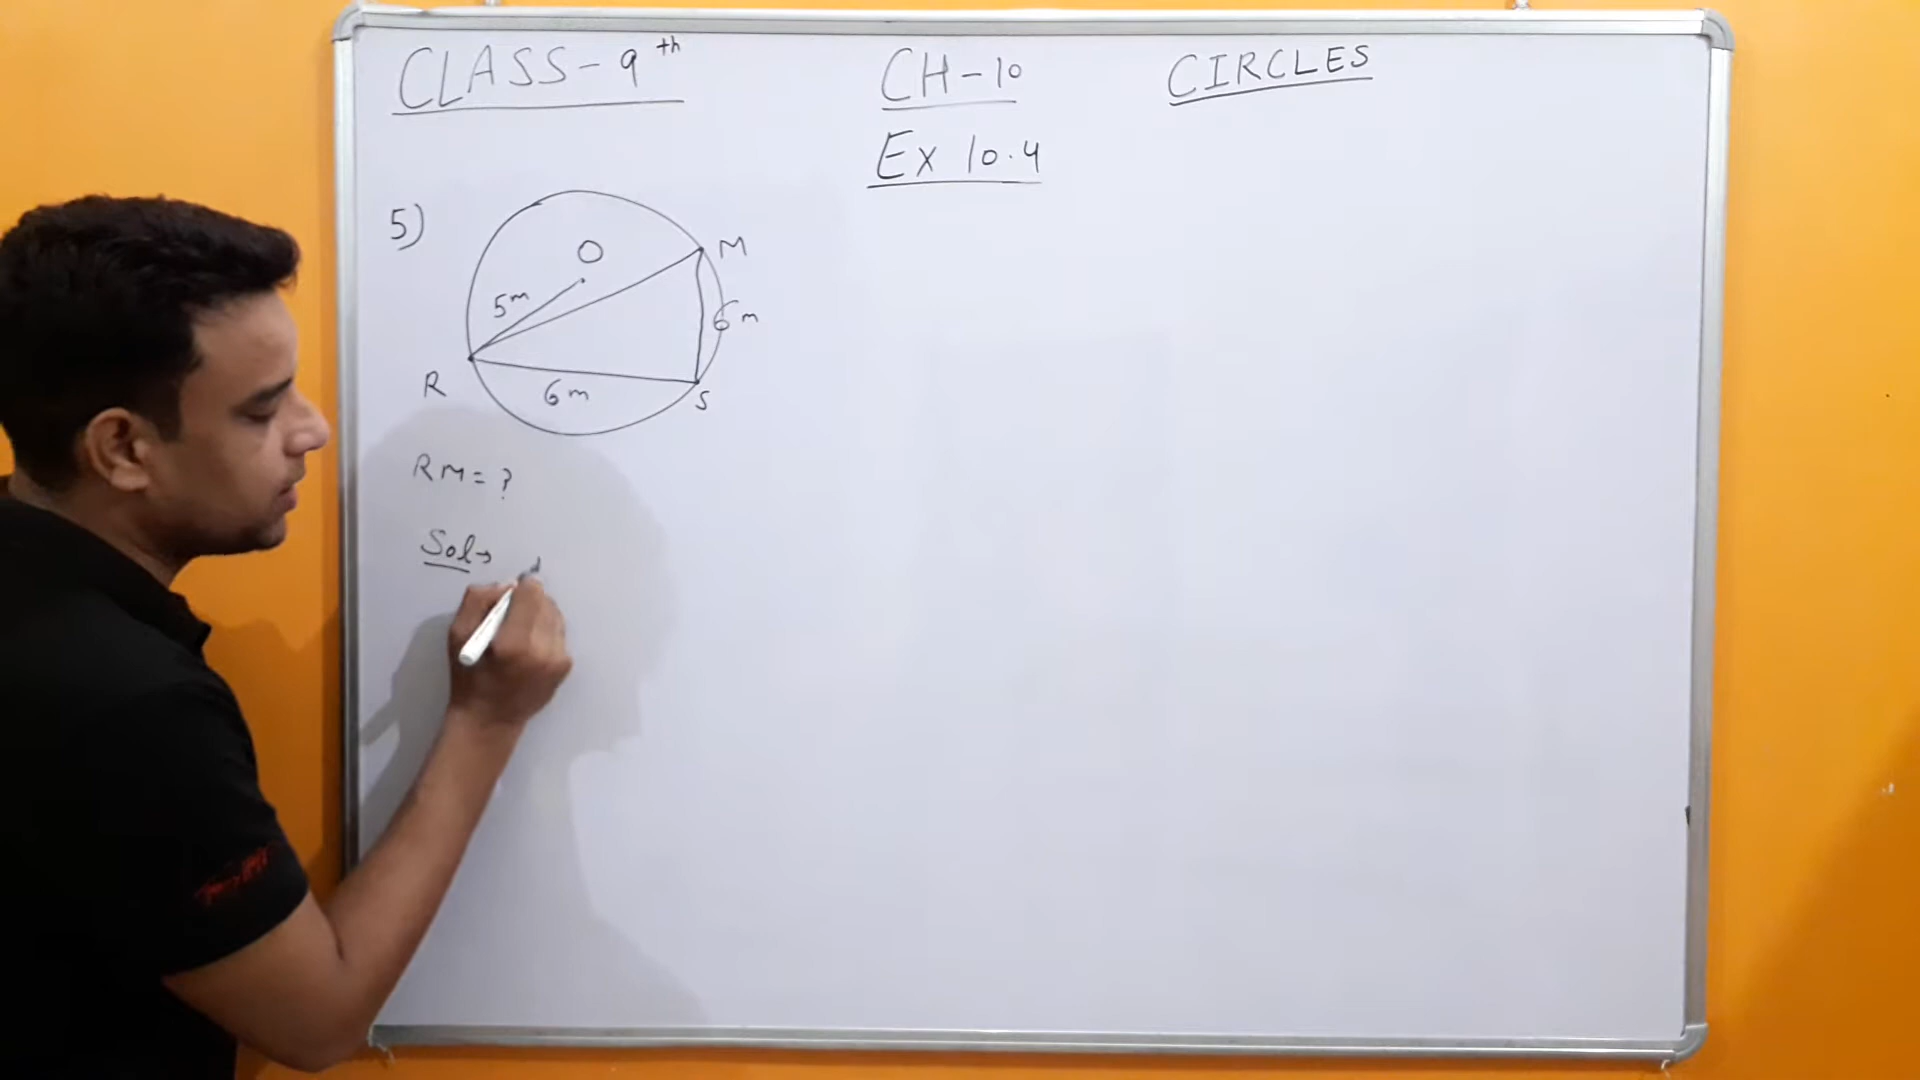 CLASS-9th CH-10 CIRCLES
Ex 10.4
5)
O
M
5m
6m
R
6m
S
RM=?
Sol→